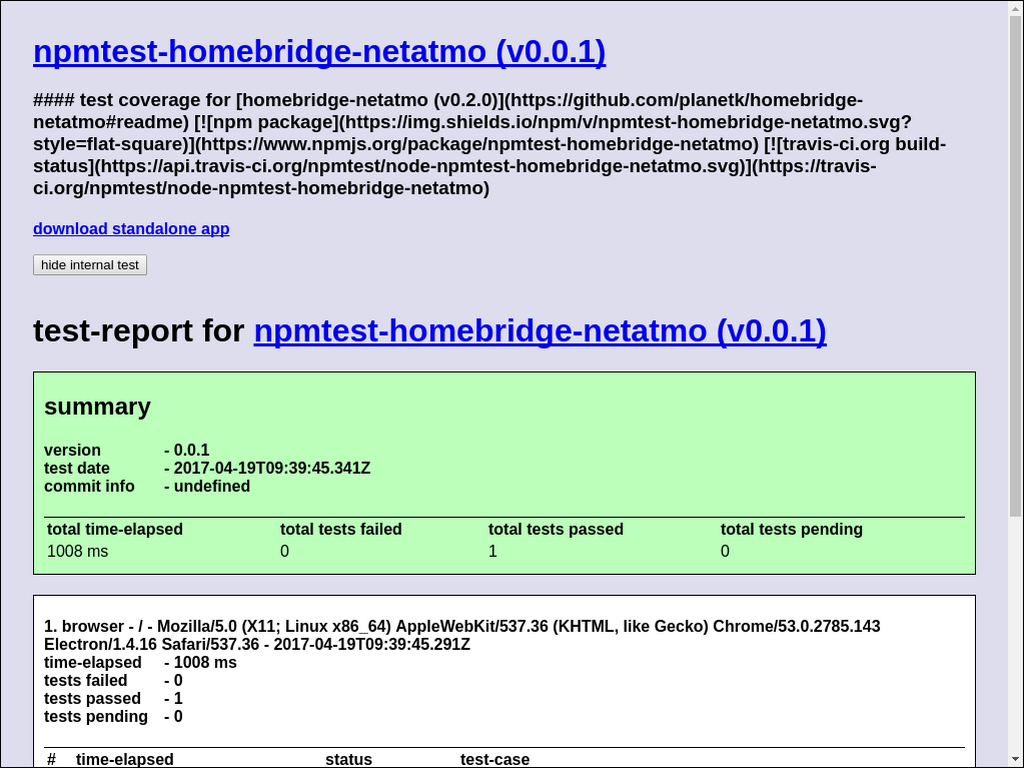 npmtest-homebridge-netatmo (v0.0.1)
#### test coverage for [homebridge-netatmo (v0.2.0)](https://github.com/planetk/homebridge-
netatmo#readme) [![npm package](https://img.shields.io/npm/v/npmtest-homebridge-netatmo.svg?
style=flat-square)](https://www.npmjs.org/package/npmtest-homebridge-netatmo) [![travis-ci.org build-
status](https://api.travis-ci.org/npmtest/node-npmtest-homebridge-netatmo.svg)](https://travis-
ci.org/npmtest/node-npmtest-homebridge-netatmo)
download standalone app
hide internal test
test-report for npmtest-homebridge-netatmo (v0.0.1)
summary
version - 0.0.1
test date - 2017-04-19T09:39:45.341Z
commit info - undefined
total time-elapsed total tests failed total tests passed total tests pending
1008 ms 0 1 0
1. browser - / - Mozilla/5.0 (X11; Linux x86_64) AppleWebKit/537.36 (KHTML, like Gecko) Chrome/53.0.2785.143
Electron/1.4.16 Safari/537.36 - 2017-04-19T09:39:45.291Z
time-elapsed - 1008 ms
tests failed - 0
tests passed - 1
tests pending - 0
# time-elapsed status test-case